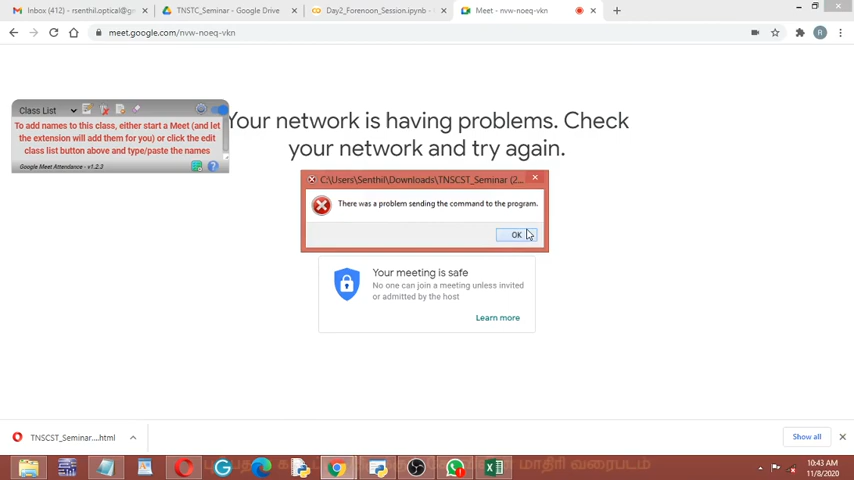 Inbox (412) - rsenthil.optical@g
TNSTC_Seminar - Google Drive
Day2_Forenoon_Session.ipynb -
Meet - nvw-noeq-vkn
meet.google.com/nvw-noeq-vkn
R
Class List
To add names to this class, either start a Meet (and let
the extension will add them for you) or click the edit
class list button above and type/paste the names
Google Meet Attendance - v1.2.3
Your network is having problems. Check
your network and try again.
C:\Users\Senthil\Downloads\TNSCST_Seminar (2...
There was a problem sending the command to the program.
OK
Your meeting is safe
No one can join a meeting unless invited
or admitted by the host
Learn more
TNSCST_Seminar....html
Show all
மாதிரி வரைபடம்
10:43 AM
11/8/2020